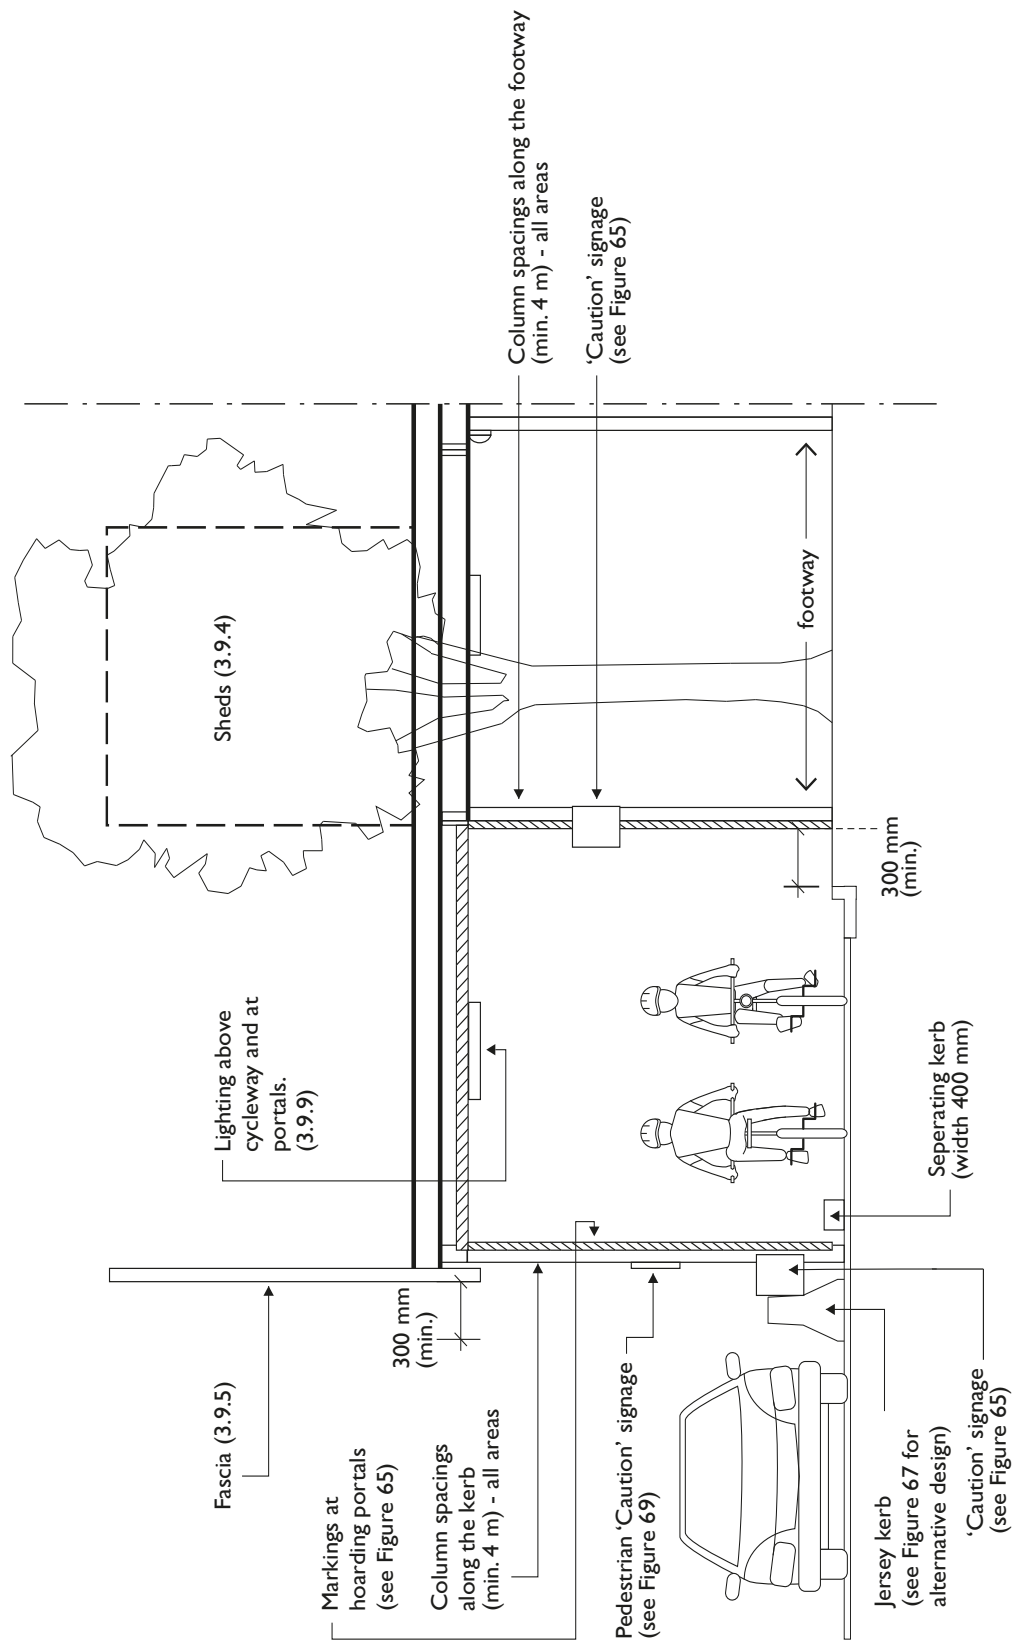 Fascia (3.9.5)
Markings at
hoarding portals
(see Figure 65)
Column spacings
along the kerb
(min. 4 m) - all areas
Pedestrian ‘Caution’ signage
(see Figure 69)
Jersey kerb
(see Figure 67 for
alternative design)
‘Caution’ signage
(see Figure 65)
300 mm
(min.)
Lighting above
cycleway and at
portals.
(3.9.9)
Seperating kerb
(width 400 mm)
Sheds (3.9.4)
footway
300 mm
(min.)
Column spacings along the footway
(min. 4 m) - all areas
‘Caution’ signage
(see Figure 65)